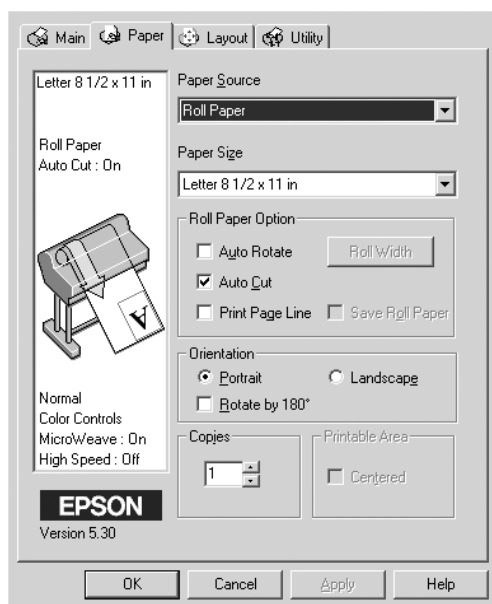 Main Paper Layout Utility
Letter 8 1/2 x 11 in
Roll Paper
Auto Cut : On
A
Normal
Color Controls
MicroWeave : On
High Speed : Off
EPSON
Version 5.30
Paper Source
Roll Paper
Paper Size
Letter 8 1/2 x 11 in
Roll Paper Option
Auto Rotate Roll Width
Auto Cut
Print Page Line Save Roll Paper
Orientation
Portrait Landscape
Rotate by 180°
Copies
1
Printable Area
Centered
OK Cancel Apply Help